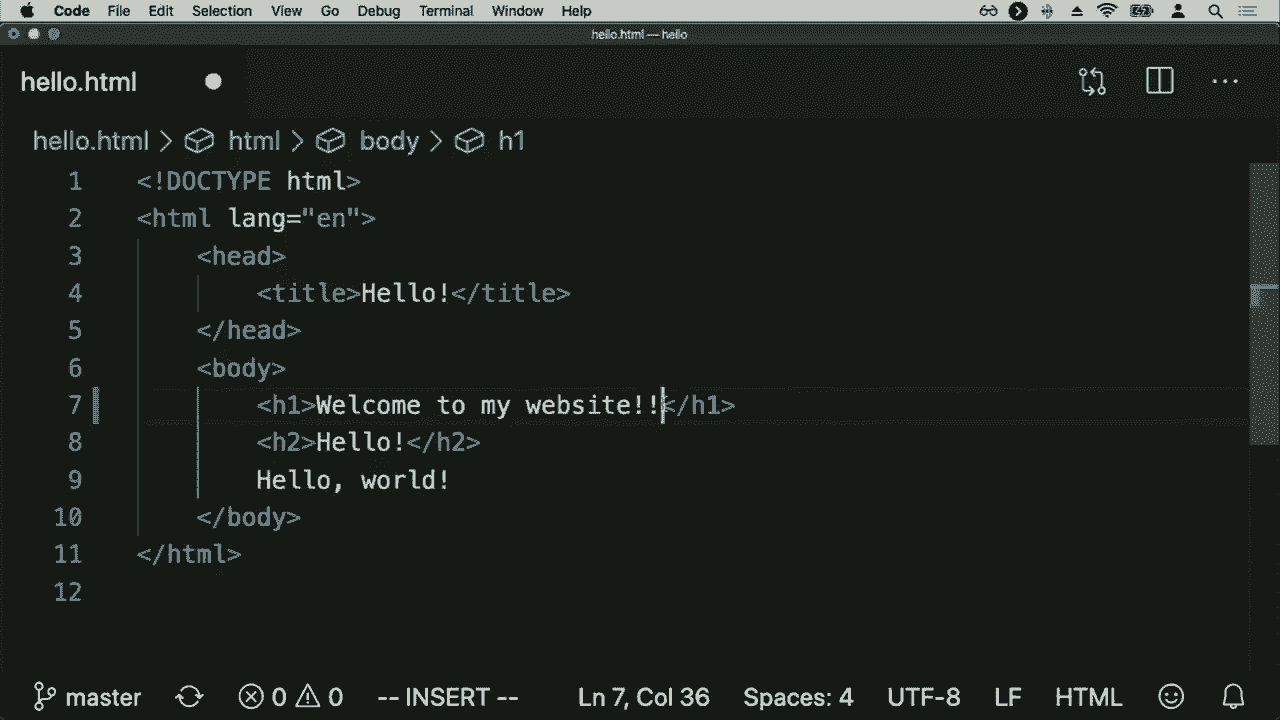 Code File Edit Selection View Go Debug Terminal Window Help
hello.html — hello
hello.html
hello.html > html > body > h1
1 <!DOCTYPE html>
2 <html lang="en">
3 <head>
4 <title>Hello!</title>
5 </head>
6 <body>
7 <h1>Welcome to my website!!</h1>
8 <h2>Hello!</h2>
9 Hello, world!
10 </body>
11 </html>
12
master 0 0 -- INSERT -- Ln 7, Col 36 Spaces: 4 UTF-8 LF HTML